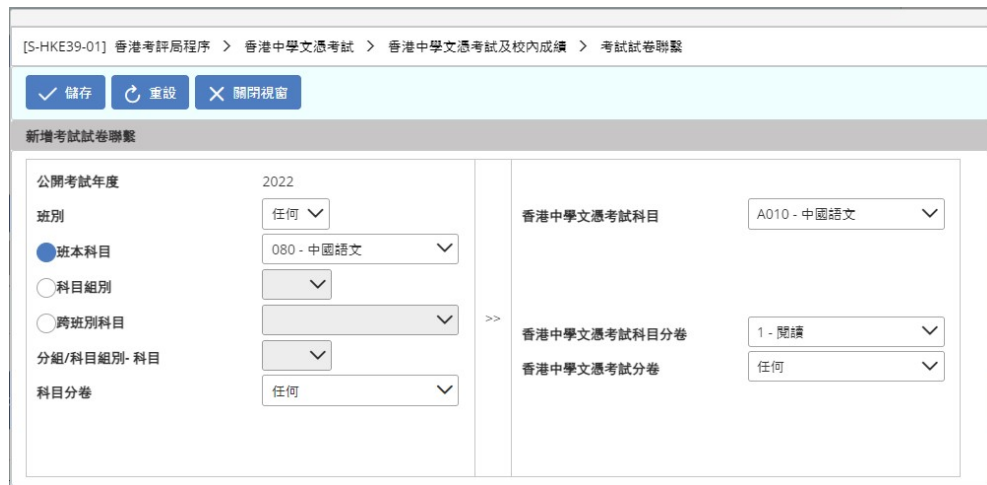 [S-HKE39-01] 香港考評局程序 > 香港中學文憑考試 > 香港中學文憑考試及校內成績 > 考試試卷聯繫
儲存 重設 關閉視窗
新增考試試卷聯繫
公開考試年度 2022
班別 任何
班本科目 080 - 中國語文
科目組別
跨班別科目
分組/科目組別- 科目
科目分卷 任何
>>
香港中學文憑考試科目 A010 - 中國語文
香港中學文憑考試科目分卷 1 - 閱讀
香港中學文憑考試分卷 任何